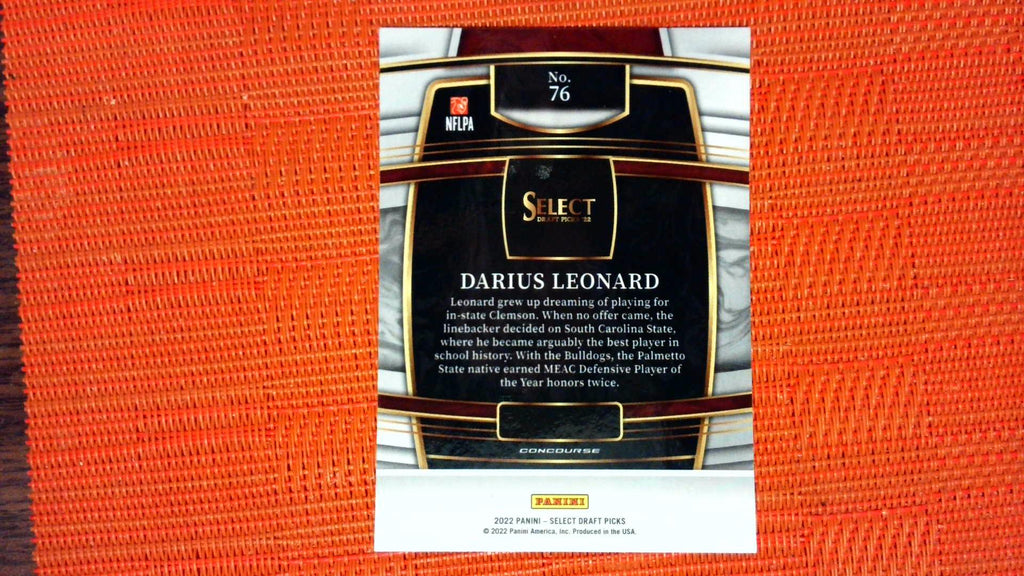 No.
76
NFLPA
SELECT
DRAFT PICKS '22
DARIUS LEONARD
Leonard grew up dreaming of playing for
in-state Clemson. When no offer came, the
linebacker decided on South Carolina State,
where he became arguably the best player in
school history. With the Bulldogs, the Palmetto
State native earned MEAC Defensive Player of
the Year honors twice.
CONCOURSE
PANINI
2022 PANINI – SELECT DRAFT PICKS
© 2022 Panini America, Inc. Produced in the USA.